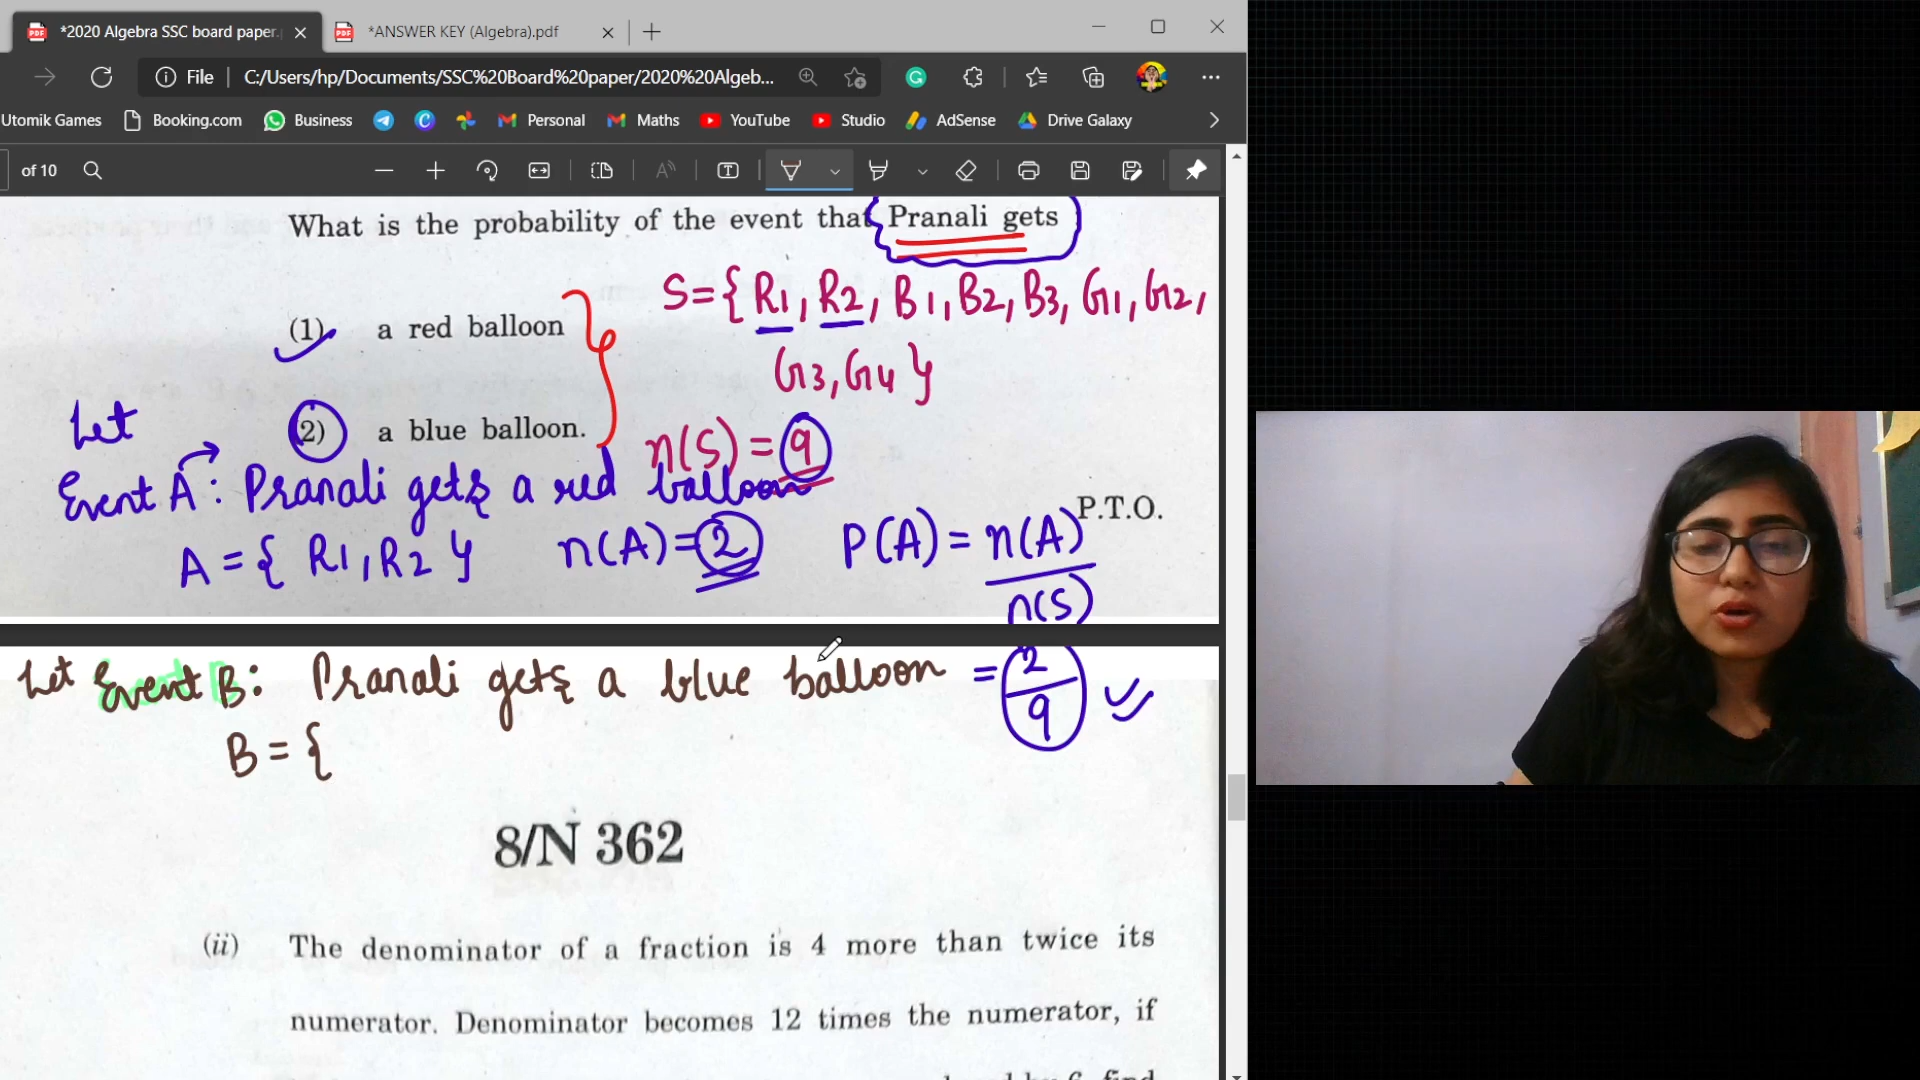 *2020 Algebra SSC board paper.
*ANSWER KEY (Algebra).pdf
File
C:/Users/hp/Documents/SSC%20Board%20paper/2020%20Algeb...
Utomik Games
Booking.com
Business
Personal
Maths
YouTube
Studio
AdSense
Drive Galaxy
of 10
What is the probability of the event that Pranali gets
S={ R1, R2, B1, B2, B3, G1, G2,
(1) a red balloon
G3, G4 }
Let
(2) a blue balloon.
n(S) = 9
Event A: Pranali gets a red balloon
P.T.O.
A = { R1, R2 } n(A)=2 P(A) = n(A)
n(S)
Let Event B: Pranali gets a blue balloon
= 2
9
B = {
8/N 362
(ii) The denominator of a fraction is 4 more than twice its
numerator. Denominator becomes 12 times the numerator, if
by 6, find